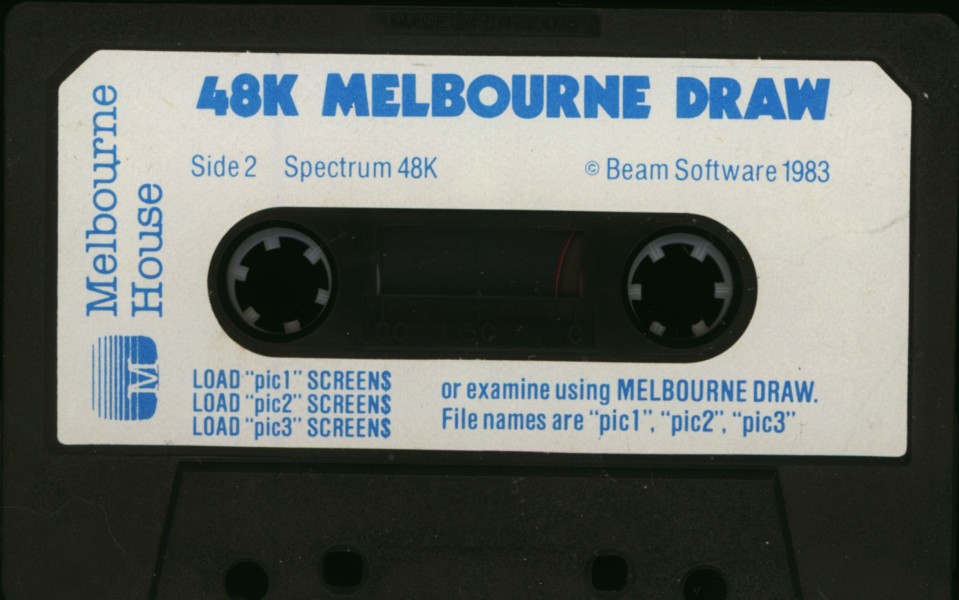 48K MELBOURNE DRAW
Side 2 Spectrum 48K © Beam Software 1983
Melbourne
House
M
LOAD "pic1" SCREEN$
LOAD "pic2" SCREEN$
LOAD "pic3" SCREEN$
or examine using MELBOURNE DRAW.
File names are "pic1", "pic2", "pic3"